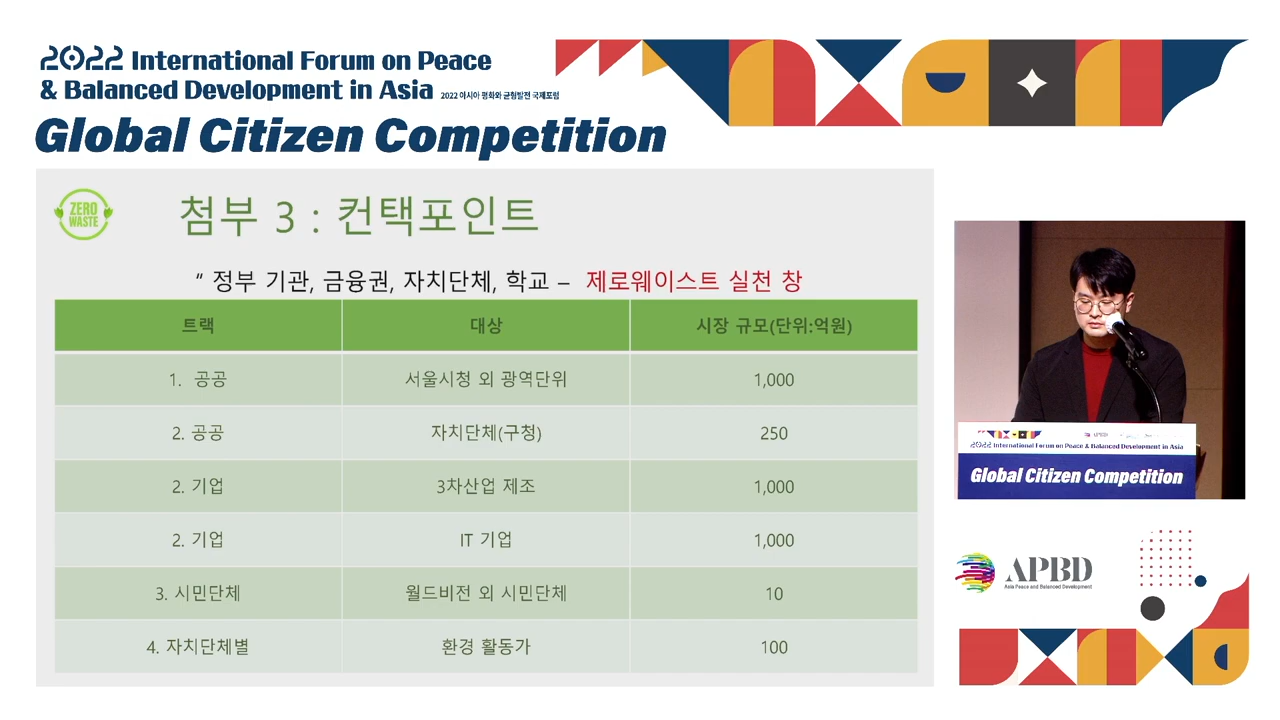 2022 International Forum on Peace
& Balanced Development in Asia 2022 아시아 평화와 균형발전 국제포럼
Global Citizen Competition
ZERO
WASTE
첨부 3 : 컨택포인트
“ 정부 기관, 금융권, 자치단체, 학교 – 제로웨이스트 실천 창
트랙 대상 시장 규모(단위:억원)
1. 공공 서울시청 외 광역단위 1,000
2. 공공 자치단체(구청) 250
2. 기업 3차산업 제조 1,000
2. 기업 IT 기업 1,000
3. 시민단체 월드비전 외 시민단체 10
4. 자치단체별 환경 활동가 100
2022 International Forum on Peace & Balanced Development in Asia
Global Citizen Competition
APBD
Asia Peace and Balanced Development